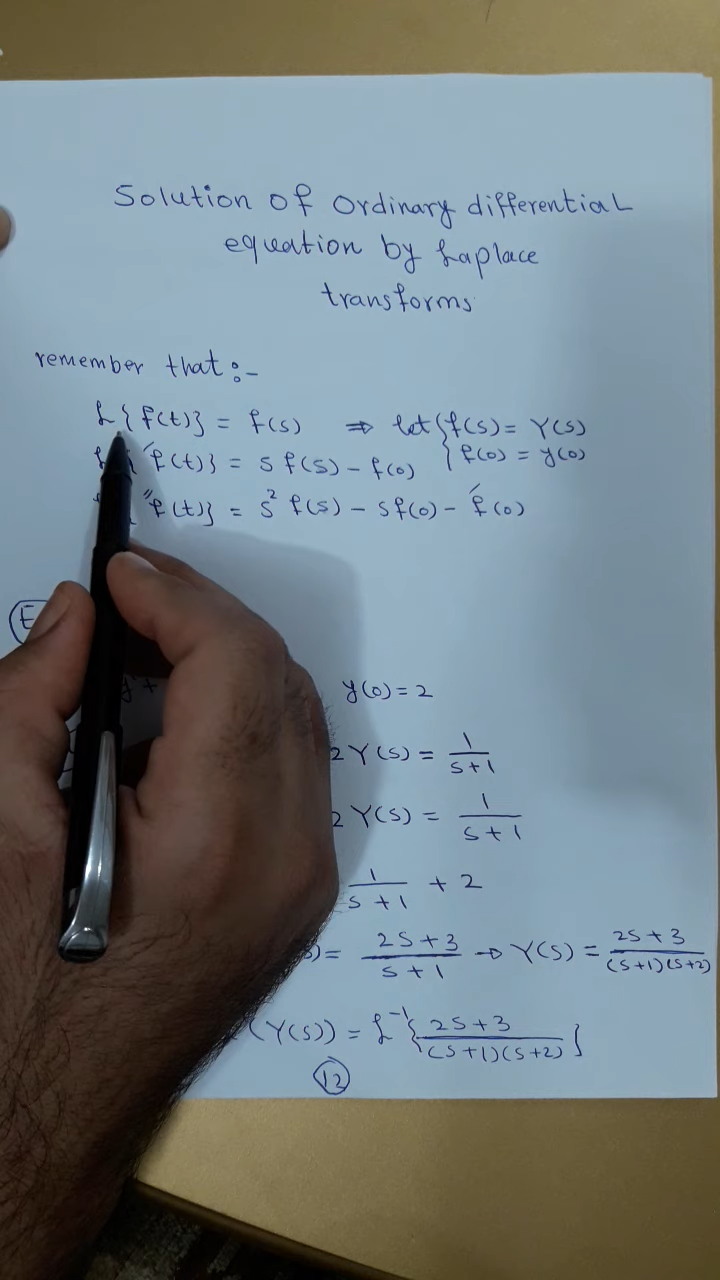 Solution of ordinary differential
equation by Laplace
transforms
remember that:-
L{f(t)} = f(s) ⇒ let {f(s) = Y(s)
{f(0) = y(0)
{f′(t)} = s f(s) - f(0)
f″(t)} = s² f(s) - s f(0) - f′(0)
y(0) = 2
2Y(s) = 1/(s+1)
2Y(s) = 1/(s+1)
1/(s+1) + 2
= (2s+3)/(s+1) → Y(s) = (2s+3)/((s+1)(s+2))
(Y(s)) = L⁻¹{(2s+3)/((s+1)(s+2))}
12